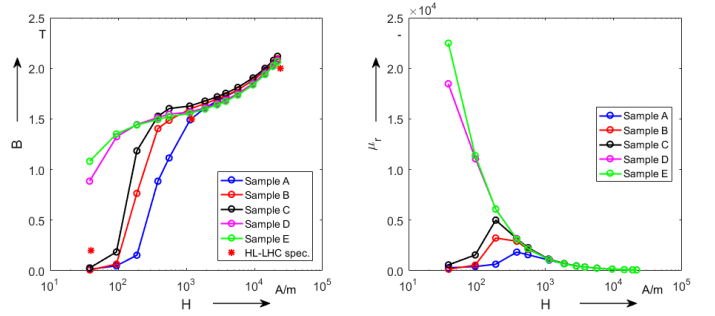 T
2.5
2.0
1.5
1.0
0.5
0.0
B
Sample A
Sample B
Sample C
Sample D
Sample E
HL-LHC spec.
10^1 10^2 10^3 10^4 10^5
H A/m
×10^4
-
2.5
2.0
1.5
1.0
0.5
0.0
μr
Sample A
Sample B
Sample C
Sample D
Sample E
10^1 10^2 10^3 10^4 10^5
H A/m